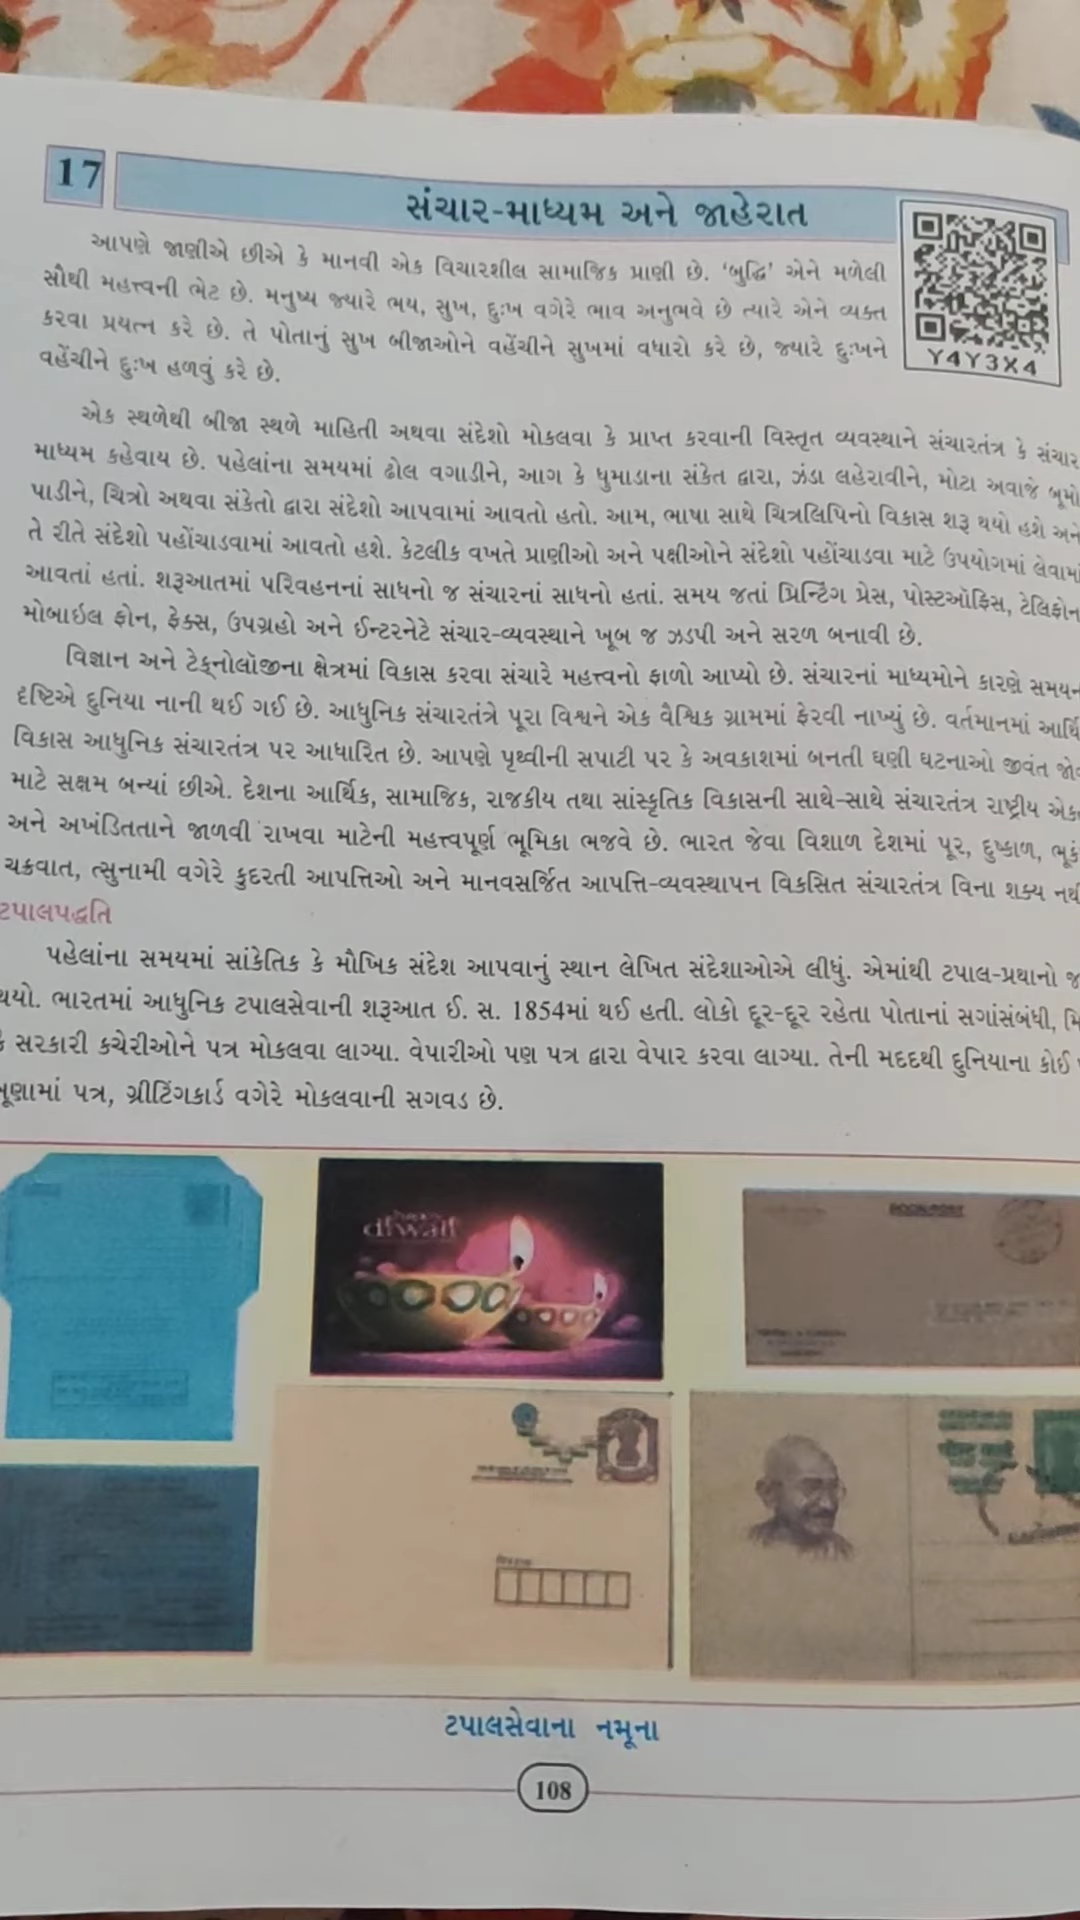 17
સંચાર-માધ્યમ અને જાહેરાત
આપણે જાણીએ છીએ કે માનવી એક વિચારશીલ સામાજિક પ્રાણી છે. ‘બુદ્ધિ’ એને મળેલી
સૌથી મહત્ત્વની ભેટ છે. મનુષ્ય જ્યારે ભય, સુખ, દુઃખ વગેરે ભાવ અનુભવે છે ત્યારે એને વ્યક્ત
કરવા પ્રયત્ન કરે છે. તે પોતાનું સુખ બીજાઓને વહેંચીને સુખમાં વધારો કરે છે, જ્યારે દુઃખને
વહેંચીને દુઃખ હળવું કરે છે.
Y4Y3X4
એક સ્થળેથી બીજા સ્થળે માહિતી અથવા સંદેશો મોકલવા કે પ્રાપ્ત કરવાની વિસ્તૃત વ્યવસ્થાને સંચારતંત્ર કે સંચાર
માધ્યમ કહેવાય છે. પહેલાંના સમયમાં ઢોલ વગાડીને, આગ કે ધુમાડાના સંકેત દ્વારા, ઝંડા લહેરાવીને, મોટા અવાજે બૂમો
પાડીને, ચિત્રો અથવા સંકેતો દ્વારા સંદેશો આપવામાં આવતો હતો. આમ, ભાષા સાથે ચિત્રલિપિનો વિકાસ શરૂ થયો હશે અને
તે રીતે સંદેશો પહોંચાડવામાં આવતો હશે. કેટલીક વખતે પ્રાણીઓ અને પક્ષીઓને સંદેશો પહોંચાડવા માટે ઉપયોગમાં લેવામાં
આવતાં હતાં. શરૂઆતમાં પરિવહનનાં સાધનો જ સંચારનાં સાધનો હતાં. સમય જતાં પ્રિન્ટિંગ પ્રેસ, પોસ્ટઑફિસ, ટેલિફોન
મોબાઇલ ફોન, ફેક્સ, ઉપગ્રહો અને ઈન્ટરનેટે સંચાર-વ્યવસ્થાને ખૂબ જ ઝડપી અને સરળ બનાવી છે.
વિજ્ઞાન અને ટેક્નોલૉજીના ક્ષેત્રમાં વિકાસ કરવા સંચારે મહત્ત્વનો ફાળો આપ્યો છે. સંચારનાં માધ્યમોને કારણે
દૃષ્ટિએ દુનિયા નાની થઈ ગઈ છે. આધુનિક સંચારતંત્રે પૂરા વિશ્વને એક વૈશ્વિક ગ્રામમાં ફેરવી નાખ્યું છે. વર્તમાનમાં
વિકાસ આધુનિક સંચારતંત્ર પર આધારિત છે. આપણે પૃથ્વીની સપાટી પર કે અવકાશમાં બનતી ઘણી ઘટનાઓ જીવંત
માટે સક્ષમ બન્યાં છીએ. દેશના આર્થિક, સામાજિક, રાજકીય તથા સાંસ્કૃતિક વિકાસની સાથે-સાથે સંચારતંત્ર રાષ્ટ્રીય
અને અખંડિતતાને જાળવી રાખવા માટેની મહત્ત્વપૂર્ણ ભૂમિકા ભજવે છે. ભારત જેવા વિશાળ દેશમાં પૂર, દુષ્કાળ,
ચક્રવાત, ત્સુનામી વગેરે કુદરતી આપત્તિઓ અને માનવસર્જિત આપત્તિ-વ્યવસ્થાપન વિકસિત સંચારતંત્ર વિના શક્ય નથી
ટપાલપદ્ધતિ
પહેલાંના સમયમાં સાંકેતિક કે મૌખિક સંદેશ આપવાનું સ્થાન લેખિત સંદેશાઓએ લીધું. એમાંથી ટપાલ-પ્રથાનો
થયો. ભારતમાં આધુનિક ટપાલસેવાની શરૂઆત ઈ. સ. 1854માં થઈ હતી. લોકો દૂર-દૂર રહેતા પોતાનાં સગાંસંબંધી,
કે સરકારી કચેરીઓને પત્ર મોકલવા લાગ્યા. વેપારીઓ પણ પત્ર દ્વારા વેપાર કરવા લાગ્યા. તેની મદદથી દુનિયાના કોઈ
પત્ર, ગ્રીટિંગકાર્ડ વગેરે મોકલવાની સગવડ છે.
diwali
BOOK-POST
ટપાલસેવાના નમૂના
108